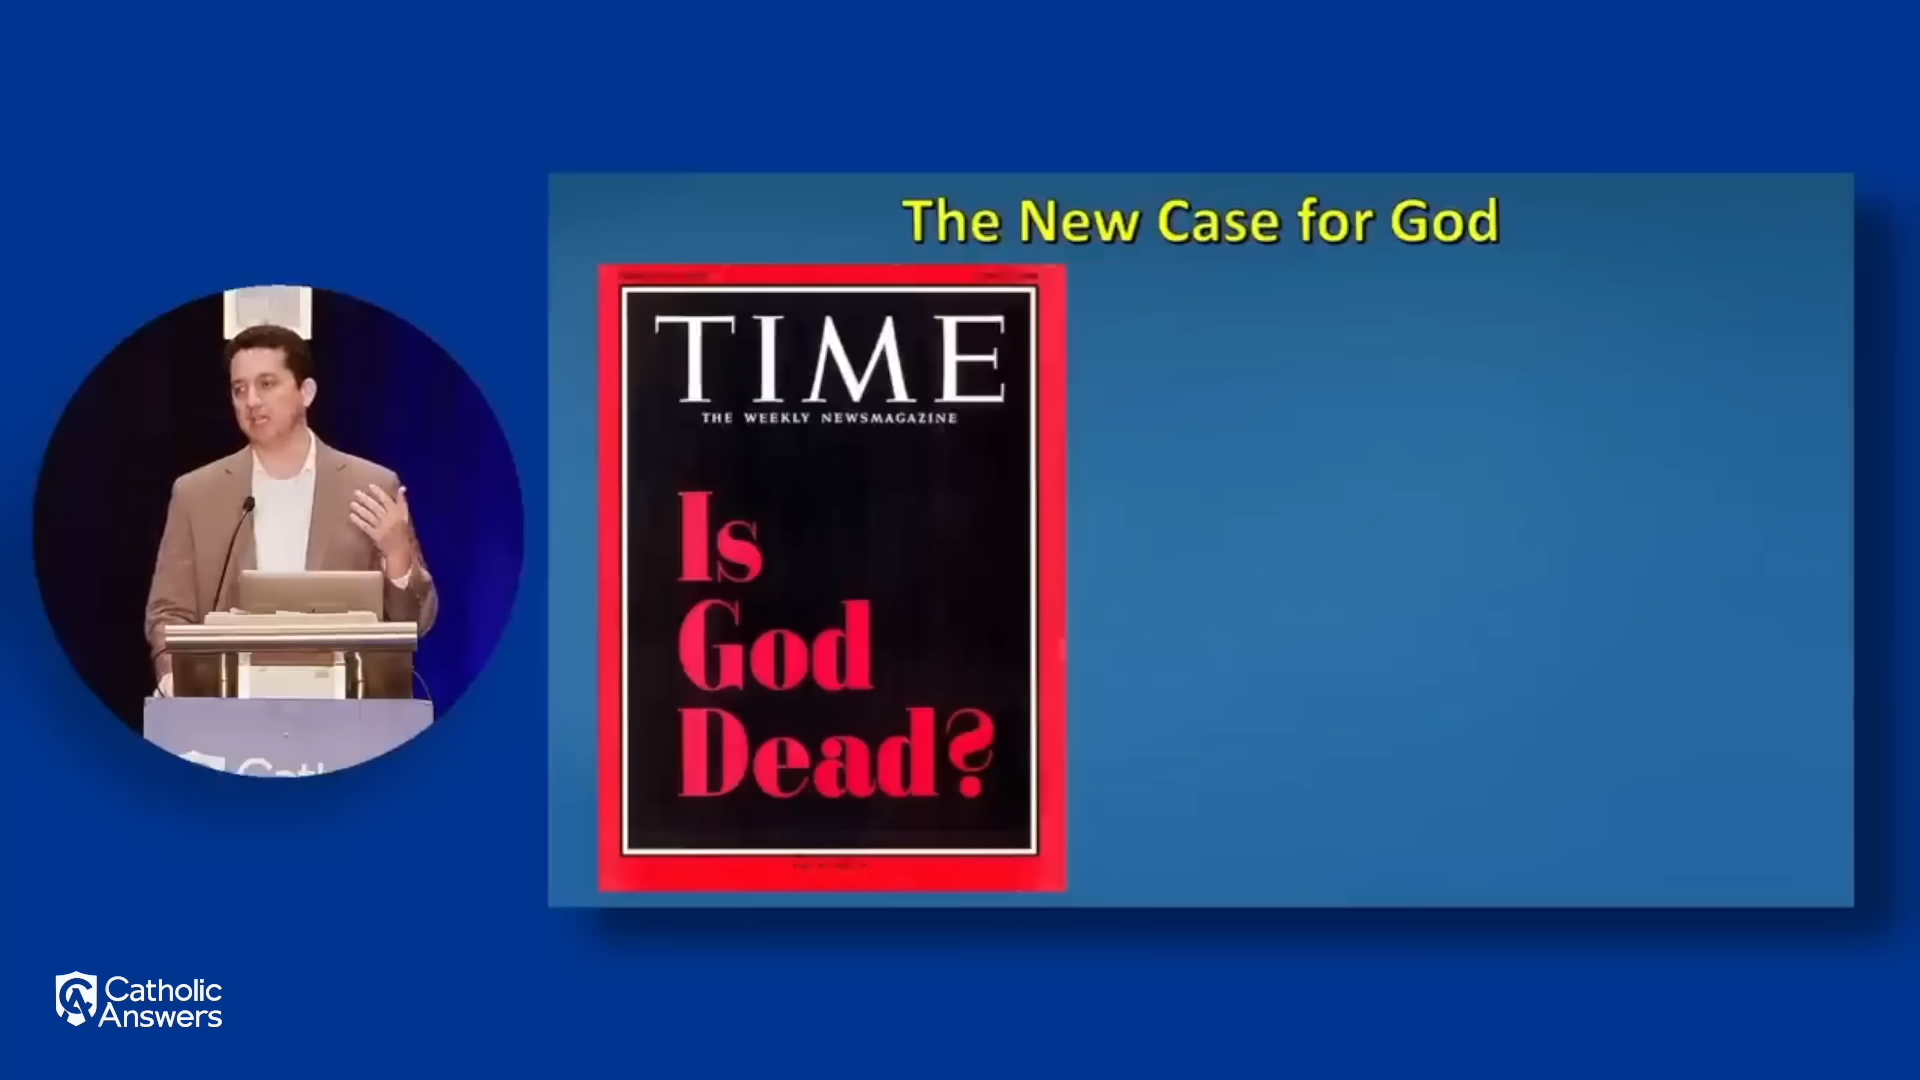 The New Case for God
TIME
THE WEEKLY NEWSMAGAZINE
Is
God
Dead?
Catholic
Answers